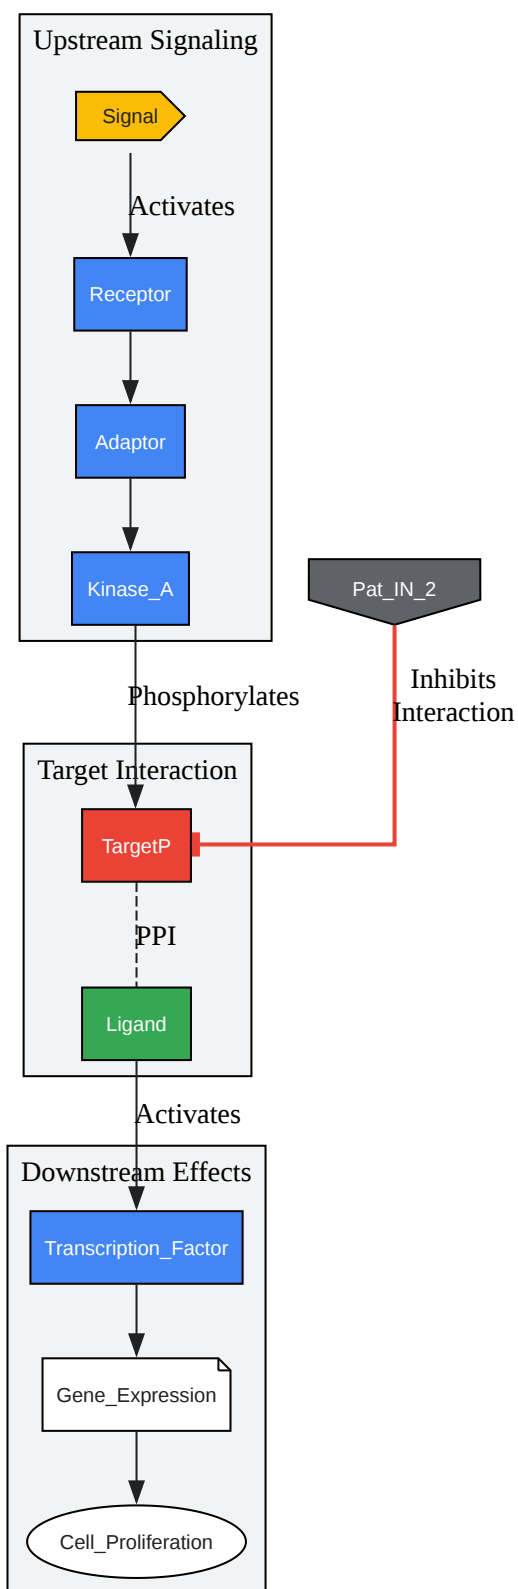 Upstream Signaling
Signal
Activates
Receptor
Adaptor
Kinase_A
Pat_IN_2
Phosphorylates
Inhibits
Interaction
Target Interaction
TargetP
PPI
Ligand
Activates
Downstream Effects
Transcription_Factor
Gene_Expression
Cell_Proliferation